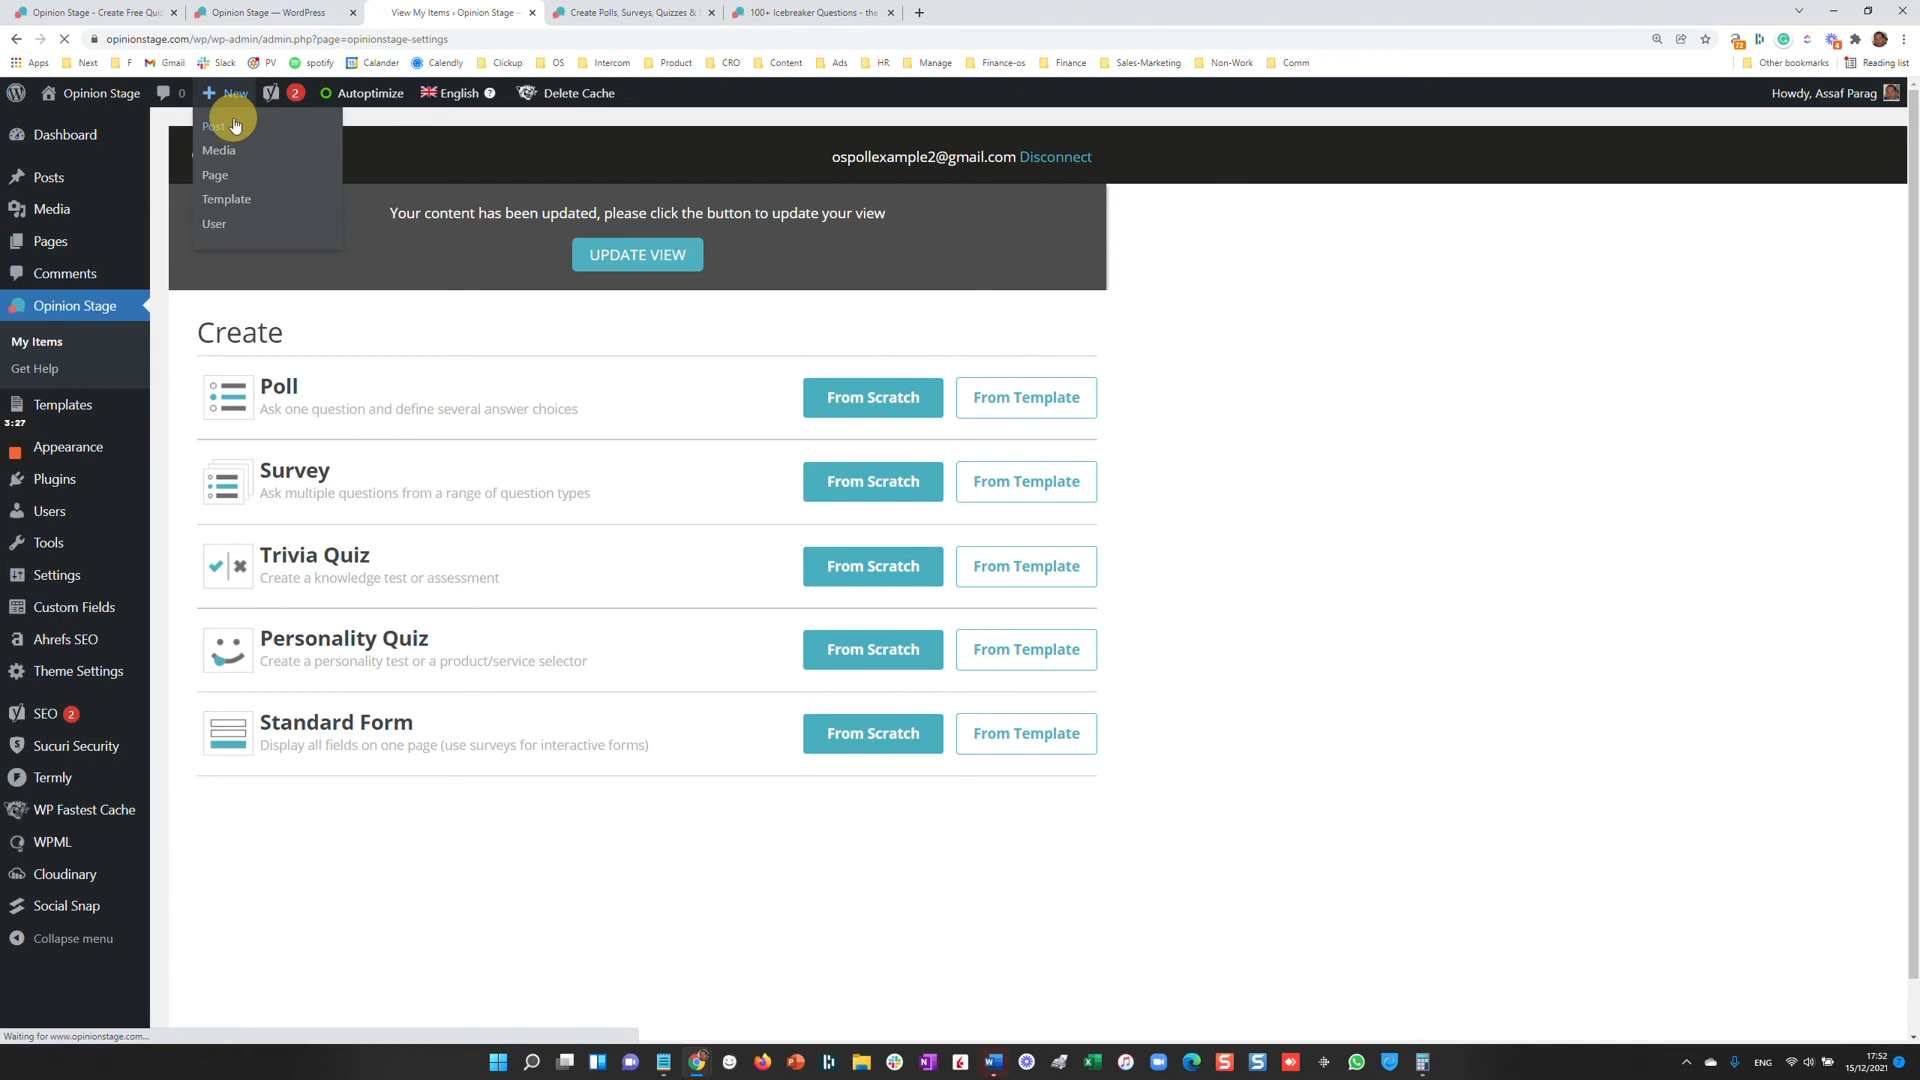 Opinion Stage - Create Free Quiz
Opinion Stage — WordPress
View My Items ‹ Opinion Stage —
Create Polls, Surveys, Quizzes &
100+ Icebreaker Questions - the
opinionstage.com/wp/wp-admin/admin.php?page=opinionstage-settings
72
4
Apps Next F Gmail Slack PV spotify Calander Calendly Clickup OS Intercom Product CRO Content Ads HR Manage Finance-os Finance Sales-Marketing Non-Work Comm Other bookmarks Reading list
Opinion Stage 0 New 2 Autoptimize English Delete Cache Howdy, Assaf Parag
Post
Media
Page
Template
User
Dashboard
Posts
Media
Pages
Comments
Opinion Stage
My Items
Get Help
Templates
3:27
Appearance
Plugins
Users
Tools
Settings
Custom Fields
Ahrefs SEO
Theme Settings
SEO 2
Sucuri Security
Termly
WP Fastest Cache
WPML
Cloudinary
Social Snap
Collapse menu
ospollexample2@gmail.com Disconnect
Your content has been updated, please click the button to update your view
UPDATE VIEW
Create
Poll
Ask one question and define several answer choices
From Scratch From Template
Survey
Ask multiple questions from a range of question types
From Scratch From Template
Trivia Quiz
Create a knowledge test or assessment
From Scratch From Template
Personality Quiz
Create a personality test or a product/service selector
From Scratch From Template
Standard Form
Display all fields on one page (use surveys for interactive forms)
From Scratch From Template
Waiting for www.opinionstage.com...
ENG
17:52
15/12/2021
7